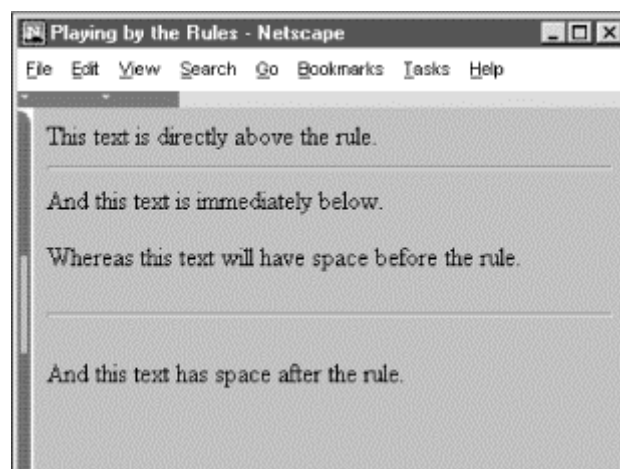 Playing by the Rules - Netscape
File Edit View Search Go Bookmarks Tasks Help
This text is directly above the rule.
And this text is immediately below.
Whereas this text will have space before the rule.
And this text has space after the rule.